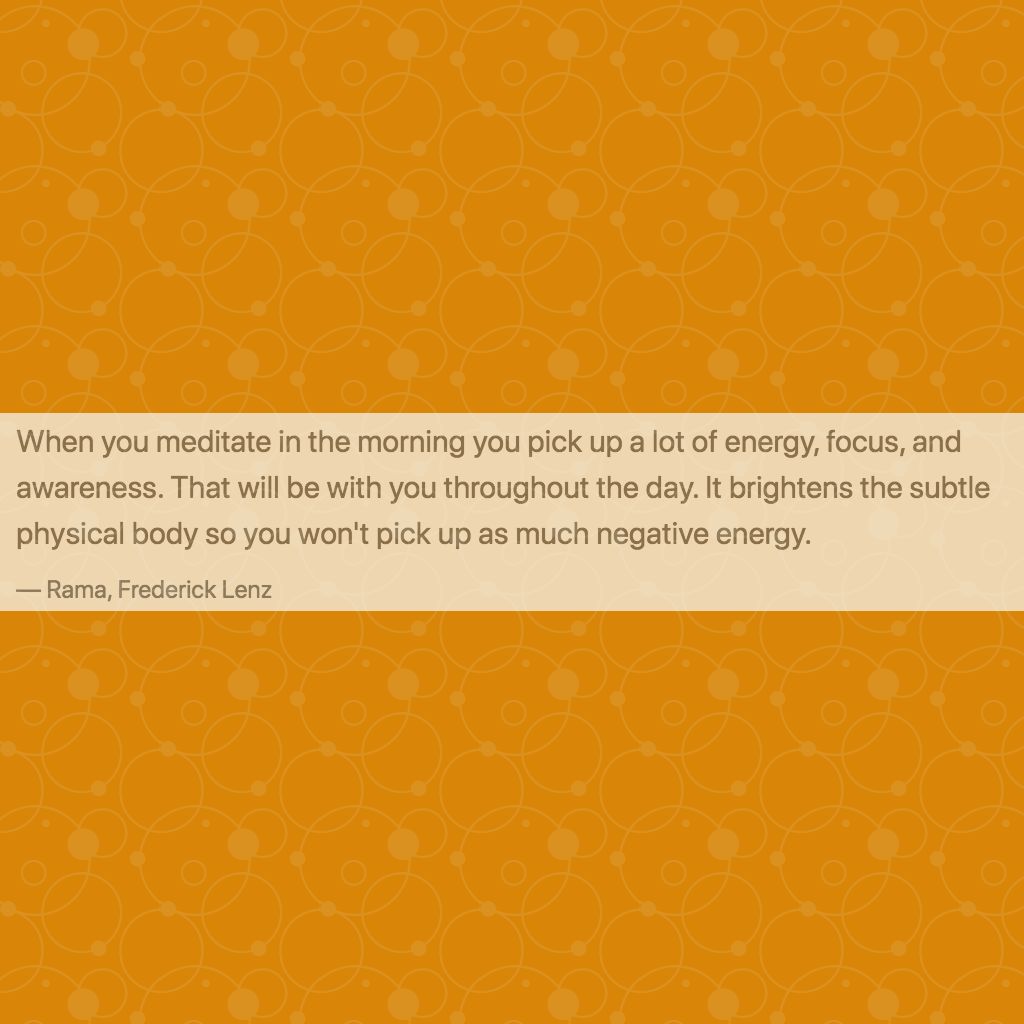 When you meditate in the morning you pick up a lot of energy, focus, and
awareness. That will be with you throughout the day. It brightens the subtle
physical body so you won't pick up as much negative energy.
— Rama, Frederick Lenz